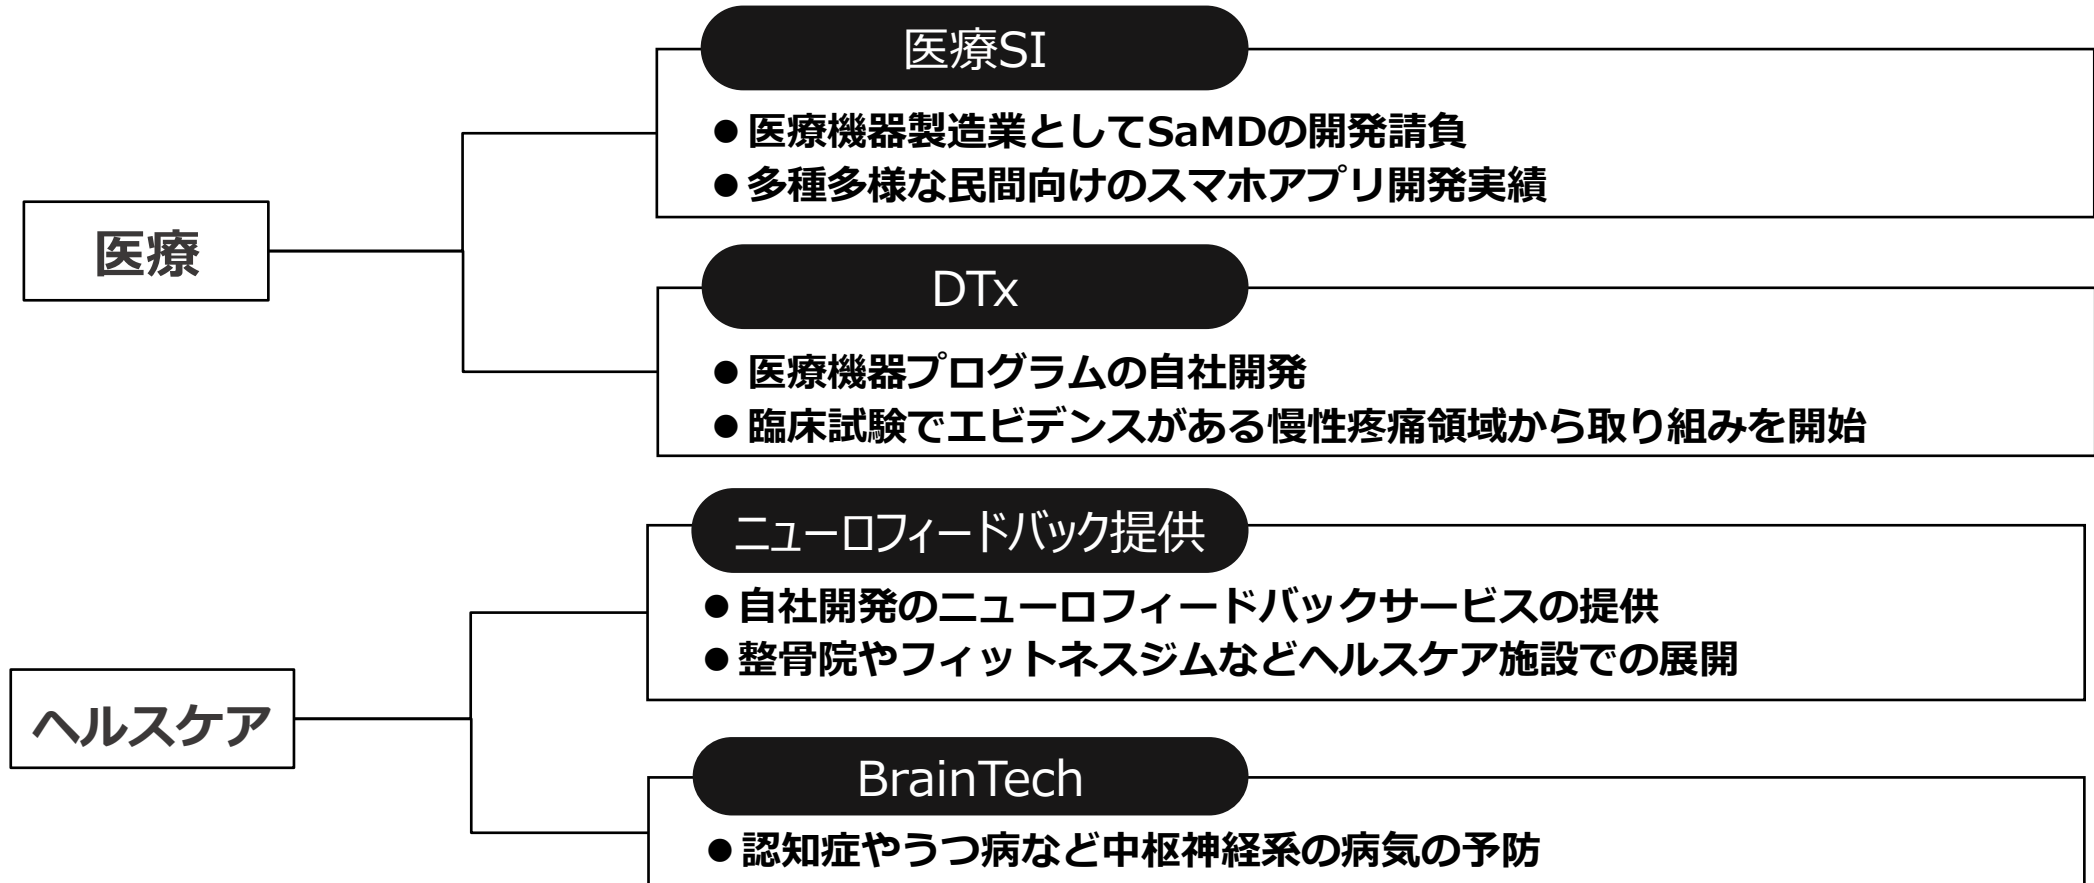 医療
医療SI
●医療機器製造業としてSaMDの開発請負
●多種多様な民間向けのスマホアプリ開発実績
DTx
●医療機器プログラムの自社開発
●臨床試験でエビデンスがある慢性疼痛領域から取り組みを開始
ヘルスケア
ニューロフィードバック提供
●自社開発のニューロフィードバックサービスの提供
●整骨院やフィットネスジムなどヘルスケア施設での展開
BrainTech
●認知症やうつ病など中枢神経系の病気の予防